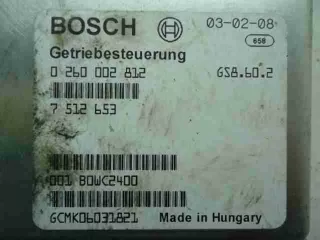 BOSCH 03-02-08
658
Getriebesteuerung
0 260 002 812 GS8.60.2
7 512 653
001 BOWC2400
GCMK06031821 Made in Hungary